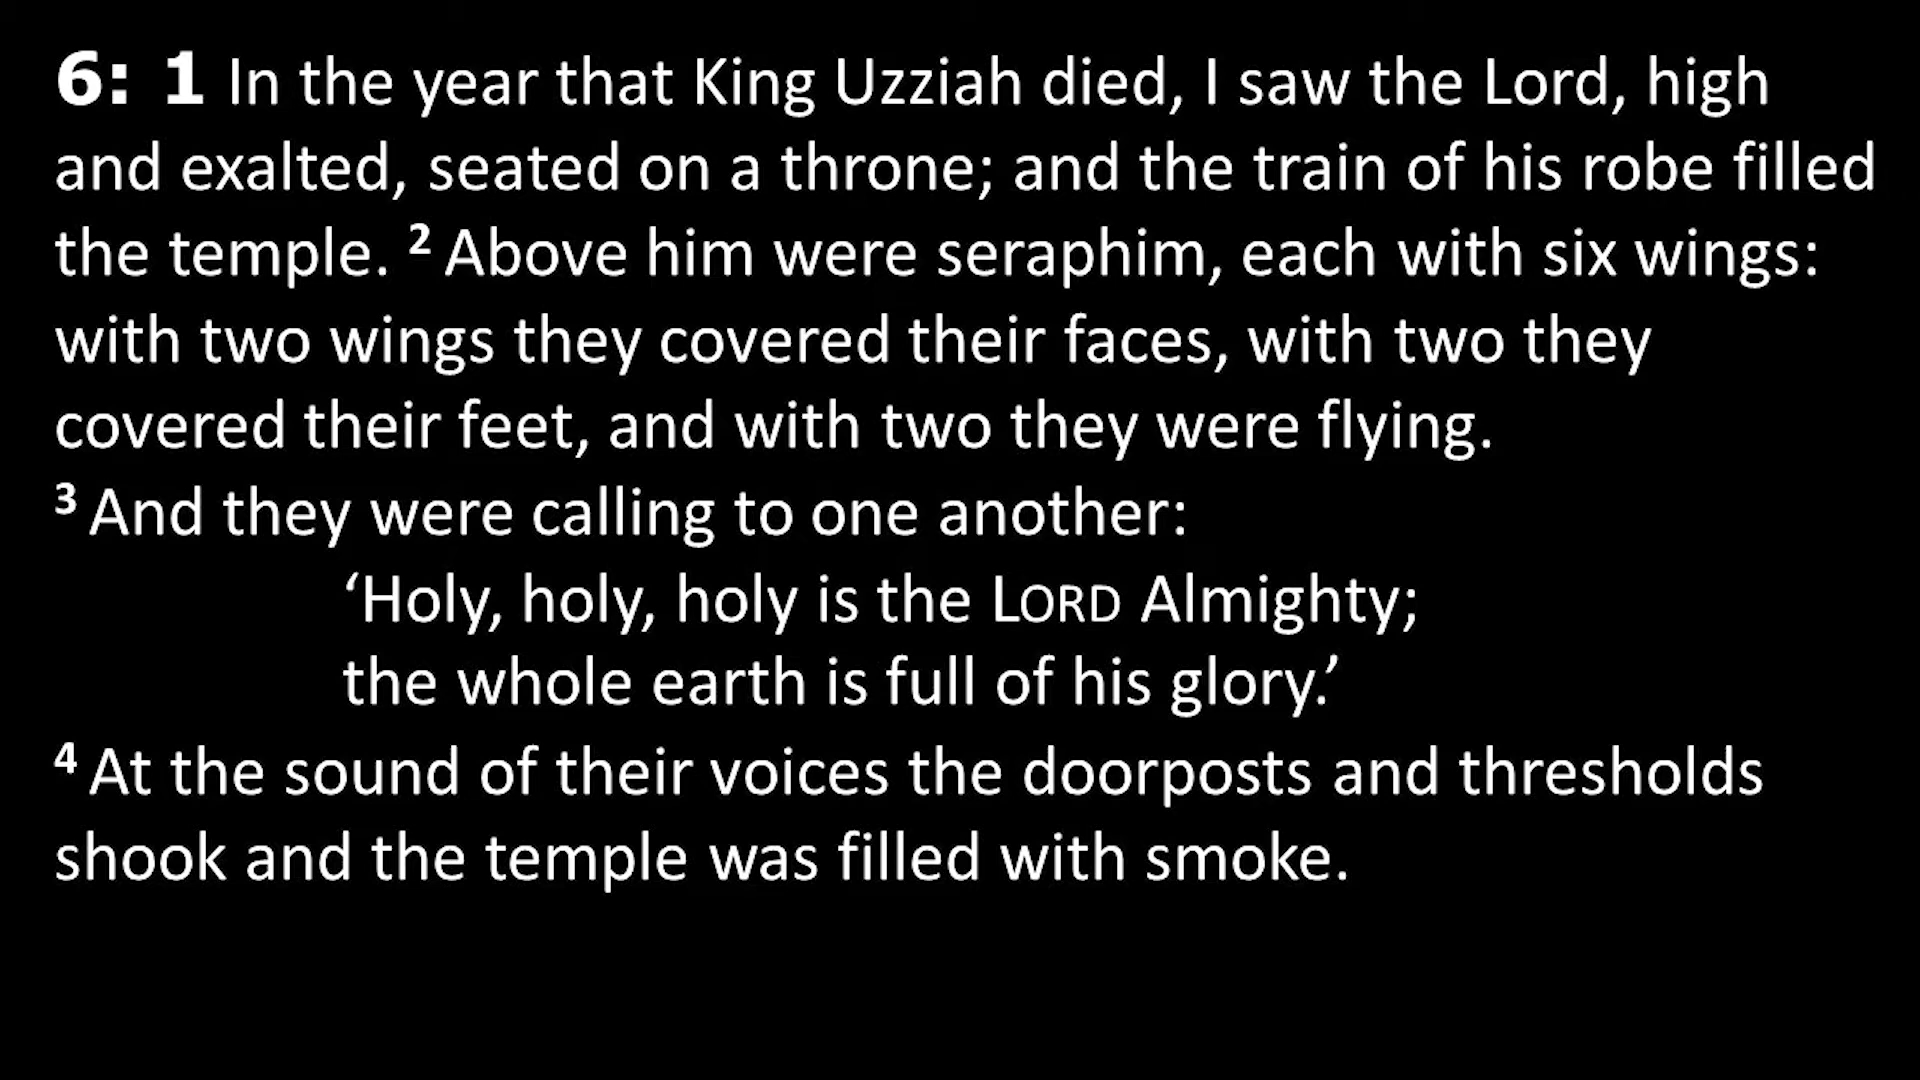 6: 1 In the year that King Uzziah died, I saw the Lord, high
and exalted, seated on a throne; and the train of his robe filled
the temple. ² Above him were seraphim, each with six wings:
with two wings they covered their faces, with two they
covered their feet, and with two they were flying.
³ And they were calling to one another:
‘Holy, holy, holy is the LORD Almighty;
the whole earth is full of his glory.’
⁴ At the sound of their voices the doorposts and thresholds
shook and the temple was filled with smoke.